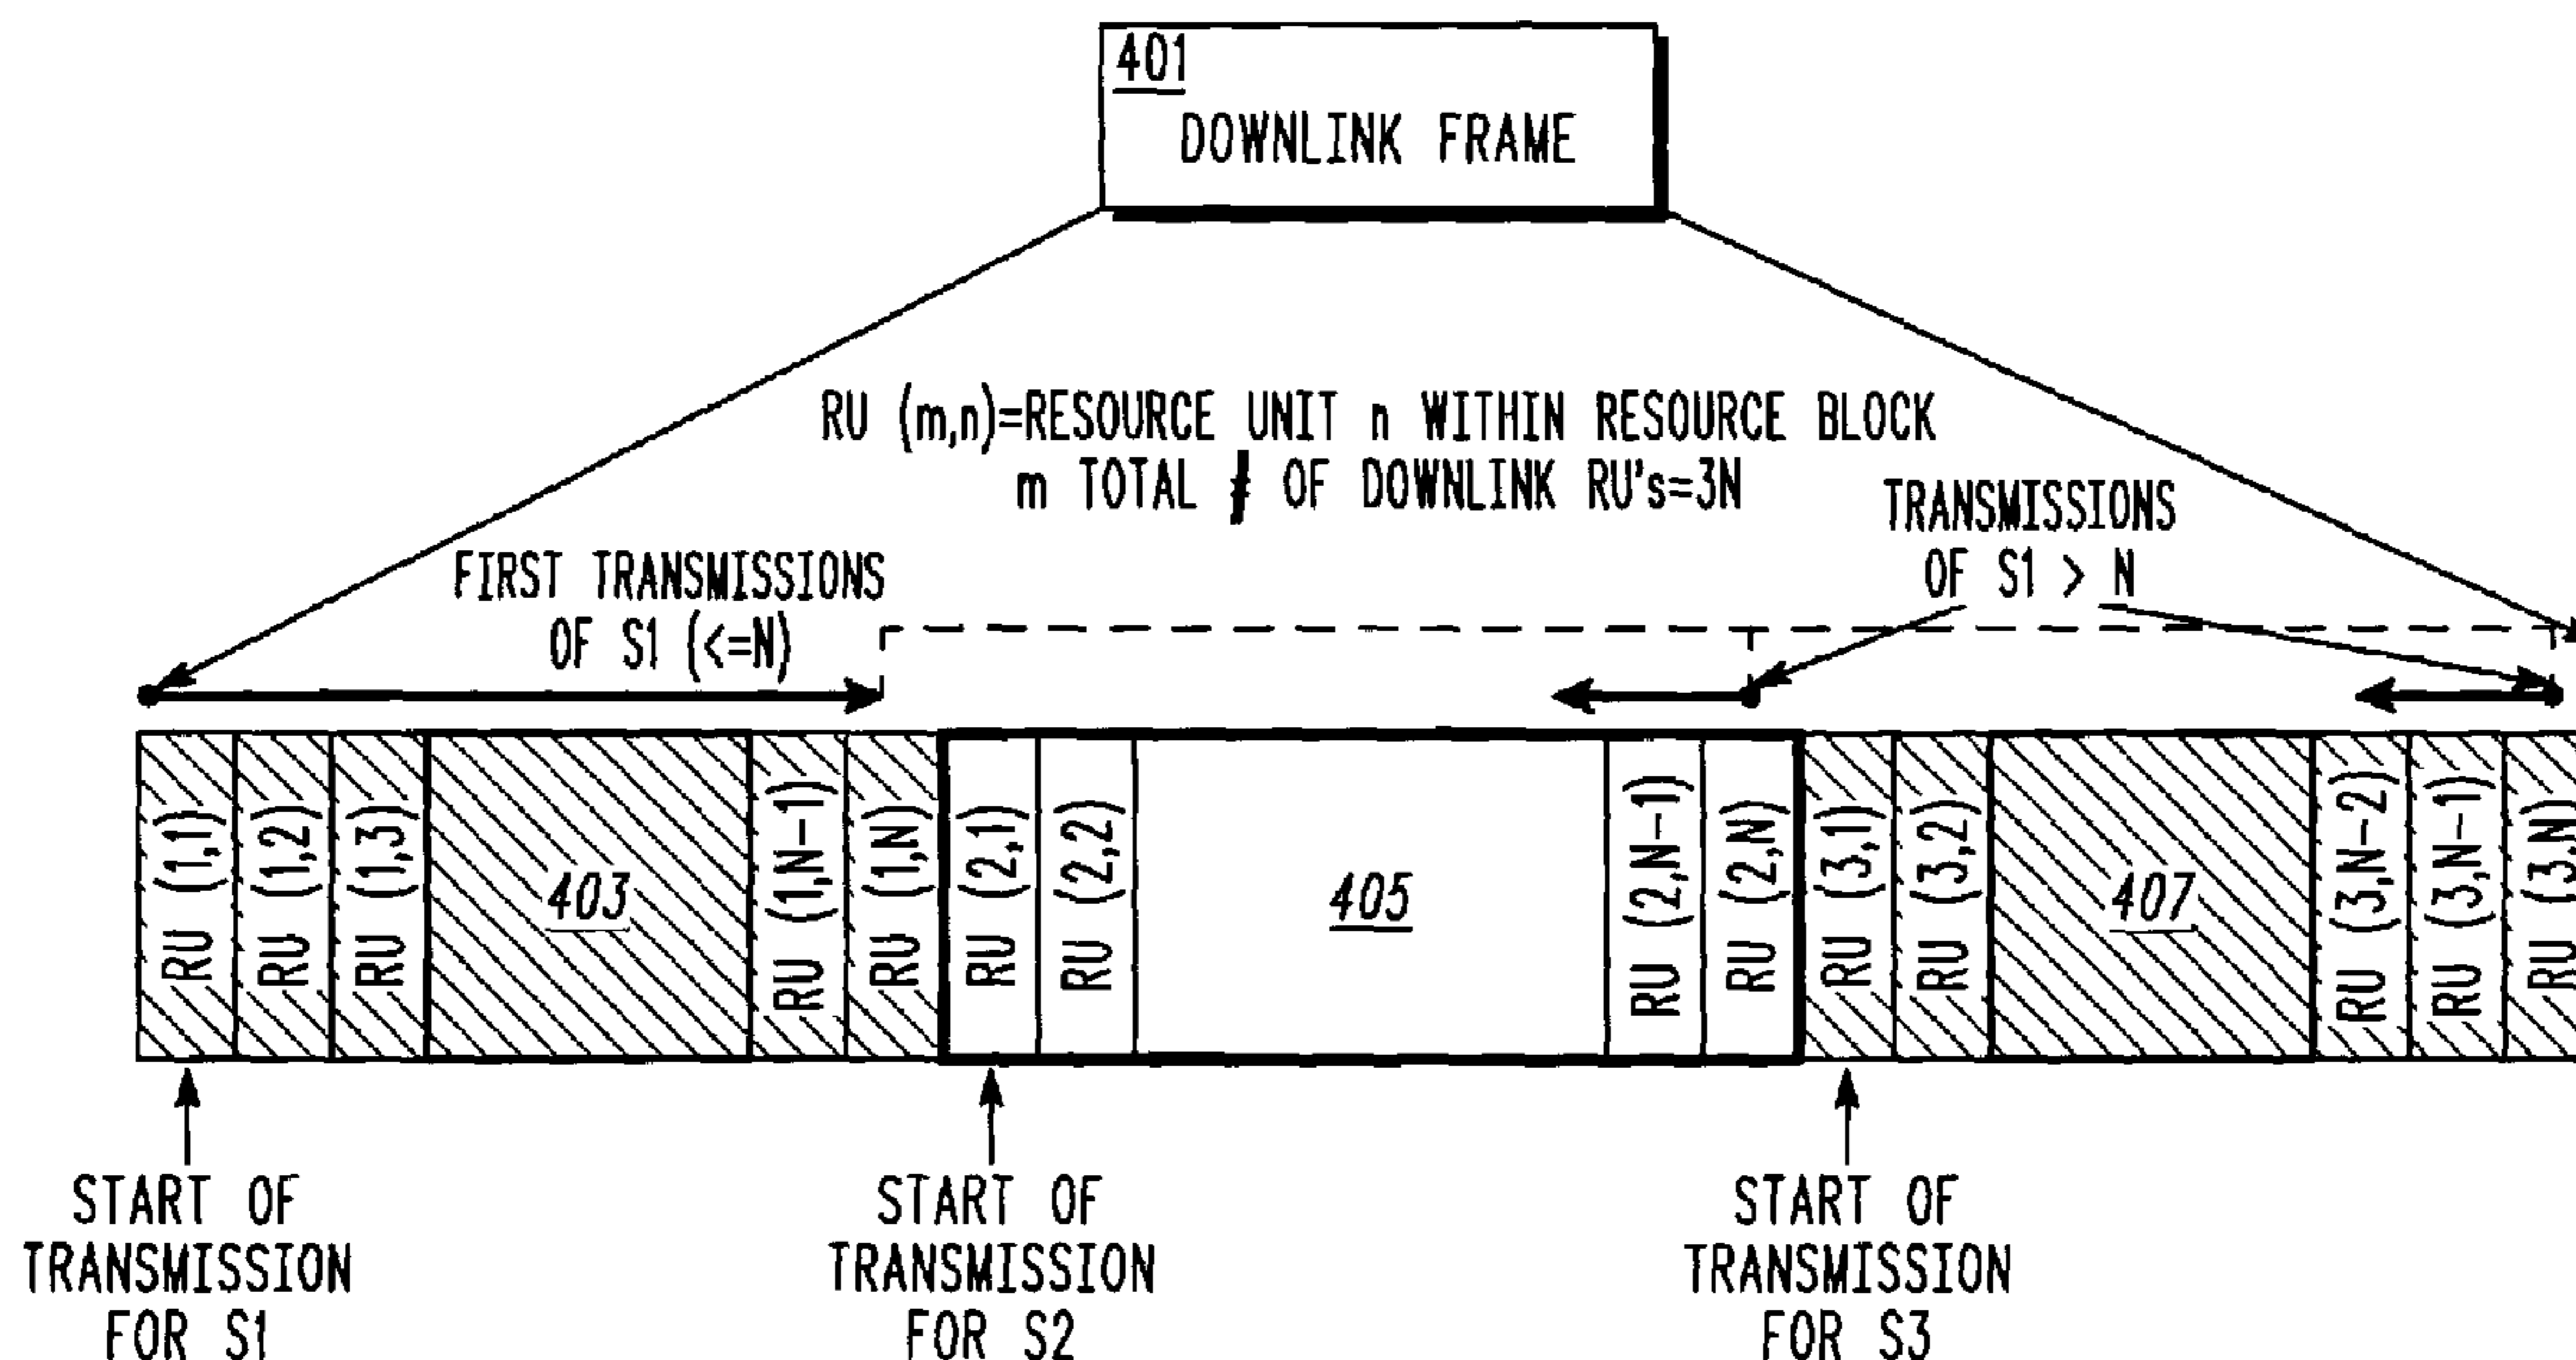 401
DOWNLINK FRAME
RU (m,n)=RESOURCE UNIT n WITHIN RESOURCE BLOCK
m TOTAL # OF DOWNLINK RU's=3N
FIRST TRANSMISSIONS
OF S1 (<=N)
TRANSMISSIONS
OF S1 > N
RU (1,1)
RU (1,2)
RU (1,3)
403
RU (1,N-1)
RU (1,N)
RU (2,1)
RU (2,2)
405
RU (2,N-1)
RU (2,N)
RU (3,1)
RU (3,2)
407
RU (3,N-2)
RU (3,N-1)
RU (3,N)
START OF
TRANSMISSION
FOR S1
START OF
TRANSMISSION
FOR S2
START OF
TRANSMISSION
FOR S3